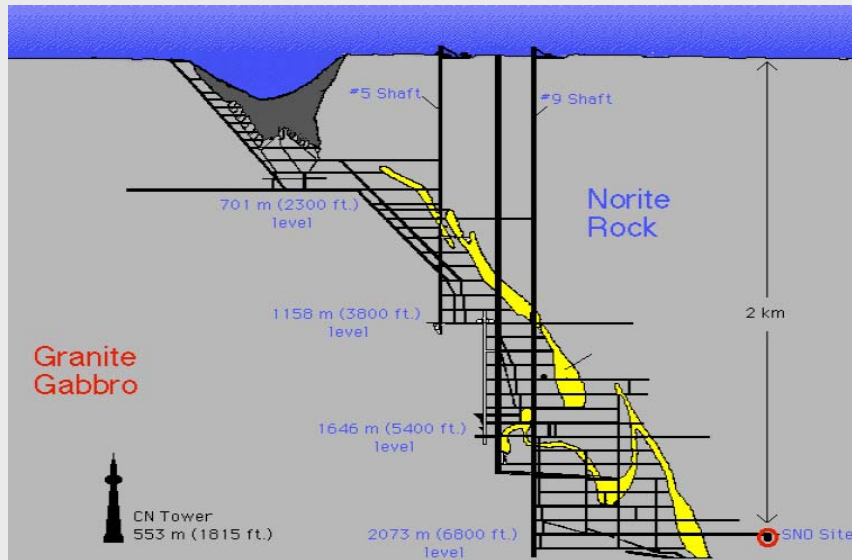 #5 Shaft
#9 Shaft
701 m (2300 ft.)
level
Norite
Rock
1158 m (3800 ft.)
level
2 km
Granite
Gabbro
1646 m (5400 ft.)
level
CN Tower
553 m (1815 ft.)
2073 m (6800 ft.)
level
SNO Site